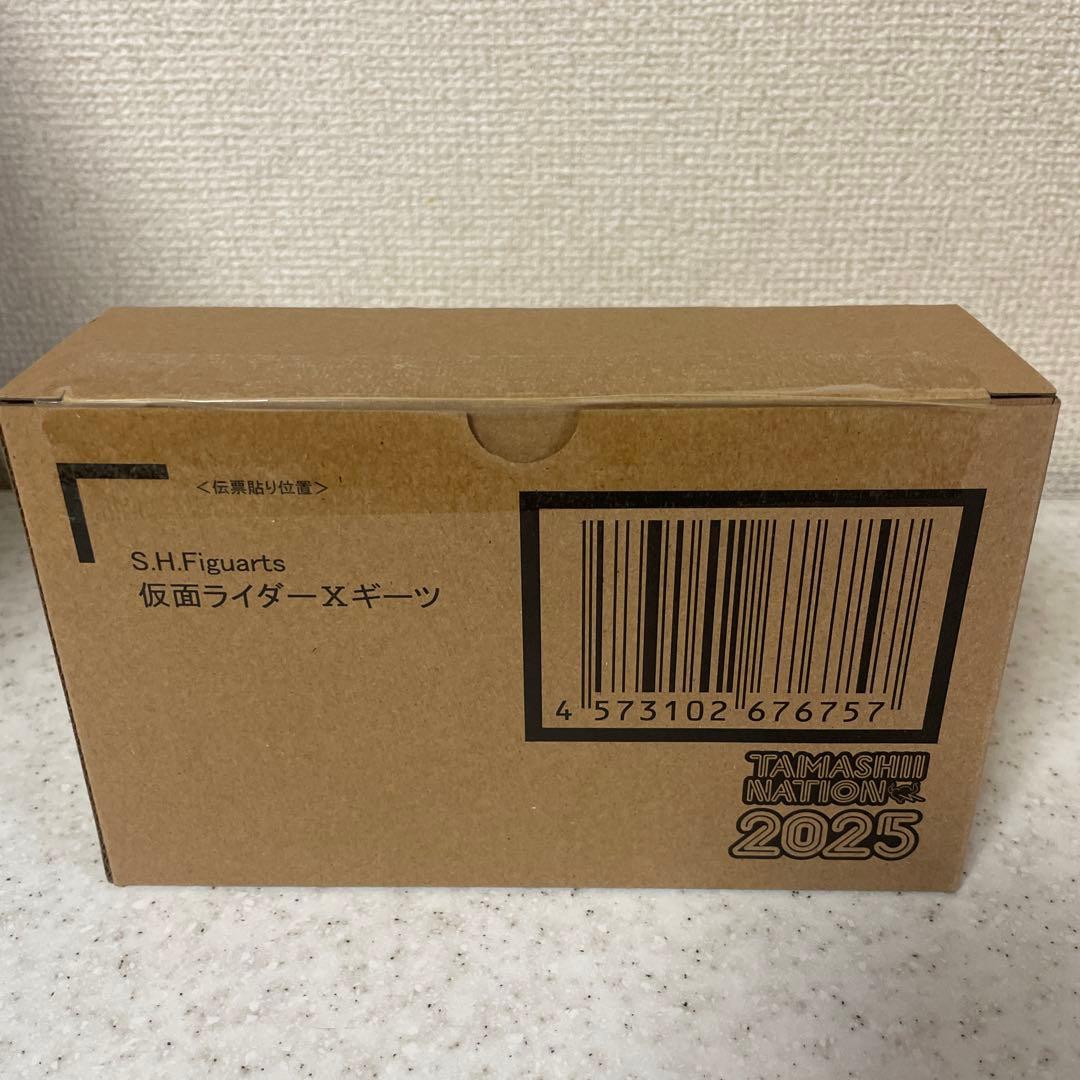 ＜伝票貼り位置＞
S.H.Figuarts
仮面ライダーXギーツ
4 573102 676757
TAMASHII
NATION
2025